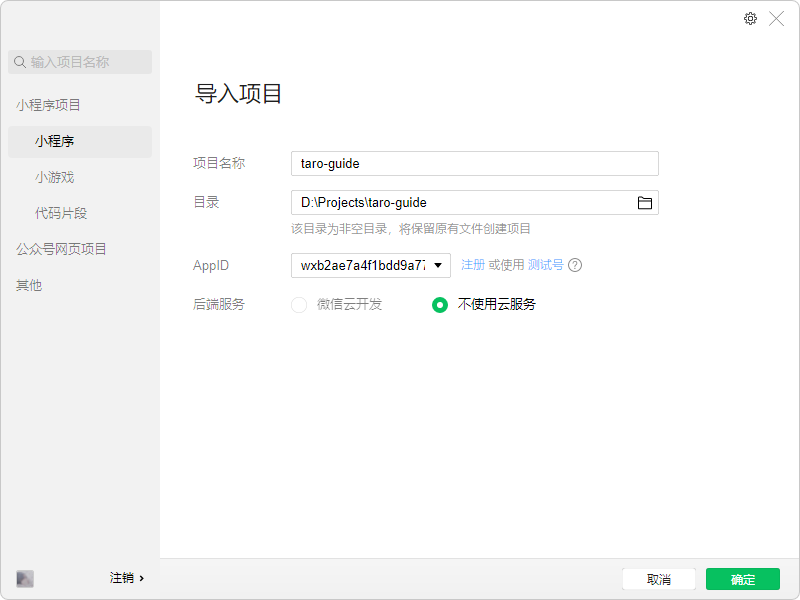 输入项目名称
小程序项目
小程序
小游戏
代码片段
公众号网页项目
其他
注销
导入项目
项目名称 taro-guide
目录 D:\Projects\taro-guide
该目录为非空目录，将保留原有文件创建项目
AppID wxb2ae7a4f1bdd9a77 注册 或使用 测试号 ?
后端服务 微信云开发 不使用云服务
取消 确定